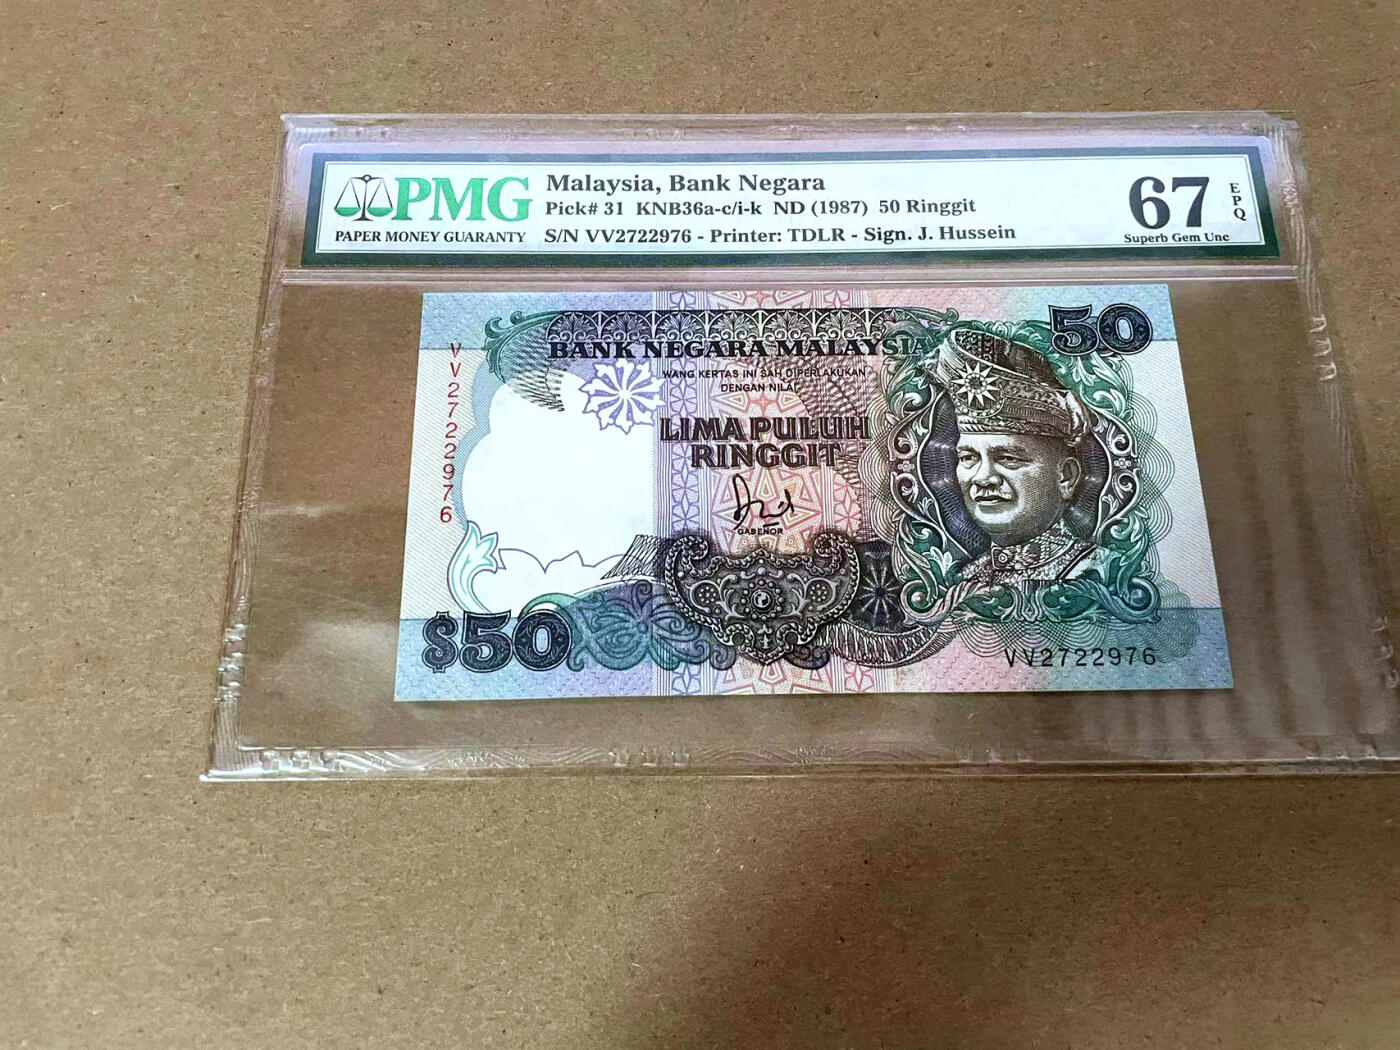 PMG
PAPER MONEY GUARANTY
Malaysia, Bank Negara
Pick# 31 KNB36a-c/i-k ND (1987) 50 Ringgit
S/N VV2722976 - Printer: TDLR - Sign. J. Hussein
67
EPQ
Superb Gem Unc
50
BANK NEGARA MALAYSIA
WANG KERTAS INI SAH DIPERLAKUKAN
DENGAN NILAI
LIMA PULUH
RINGGIT
GABENOR
VV2722976
$50
VV2722976